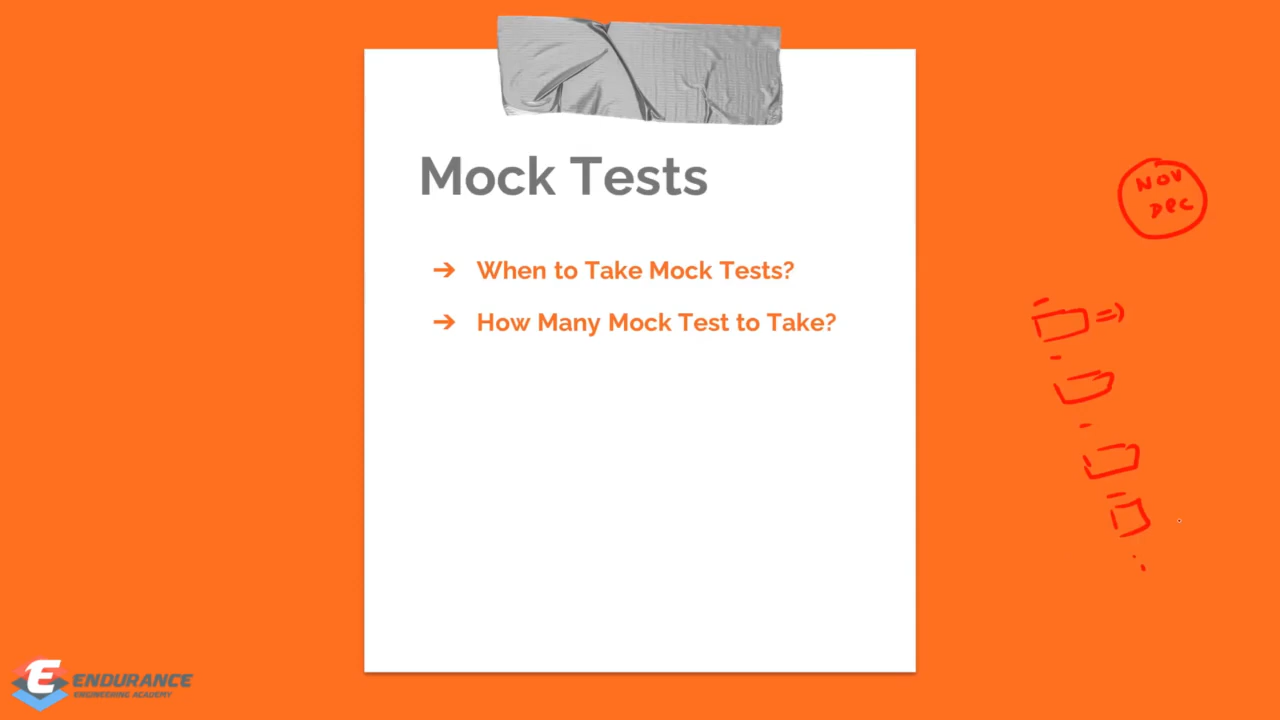 Mock Tests
➔ When to Take Mock Tests?
➔ How Many Mock Test to Take?
NOV
Dec
=)
E ENDURANCE
ENGINEERING ACADEMY